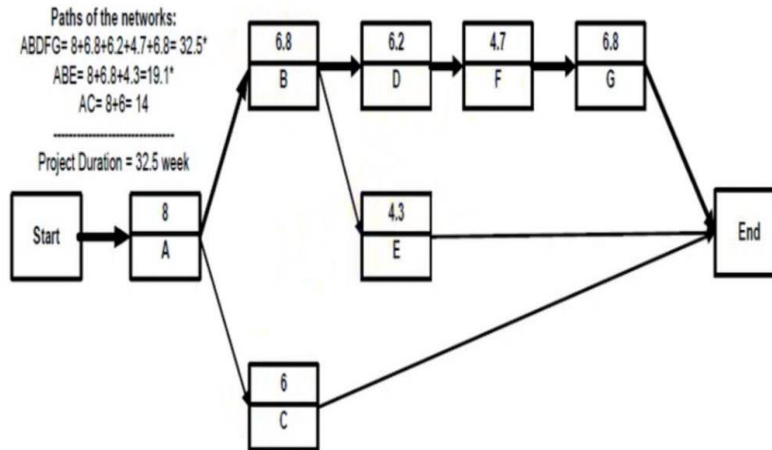 Paths of the networks:
ABDFG= 8+6.8+6.2+4.7+6.8= 32.5*
ABE= 8+6.8+4.3=19.1*
AC= 8+6= 14
------------------------------
Project Duration = 32.5 week
6.8
B
6.2
D
4.7
F
6.8
G
Start
8
A
4.3
E
End
6
C